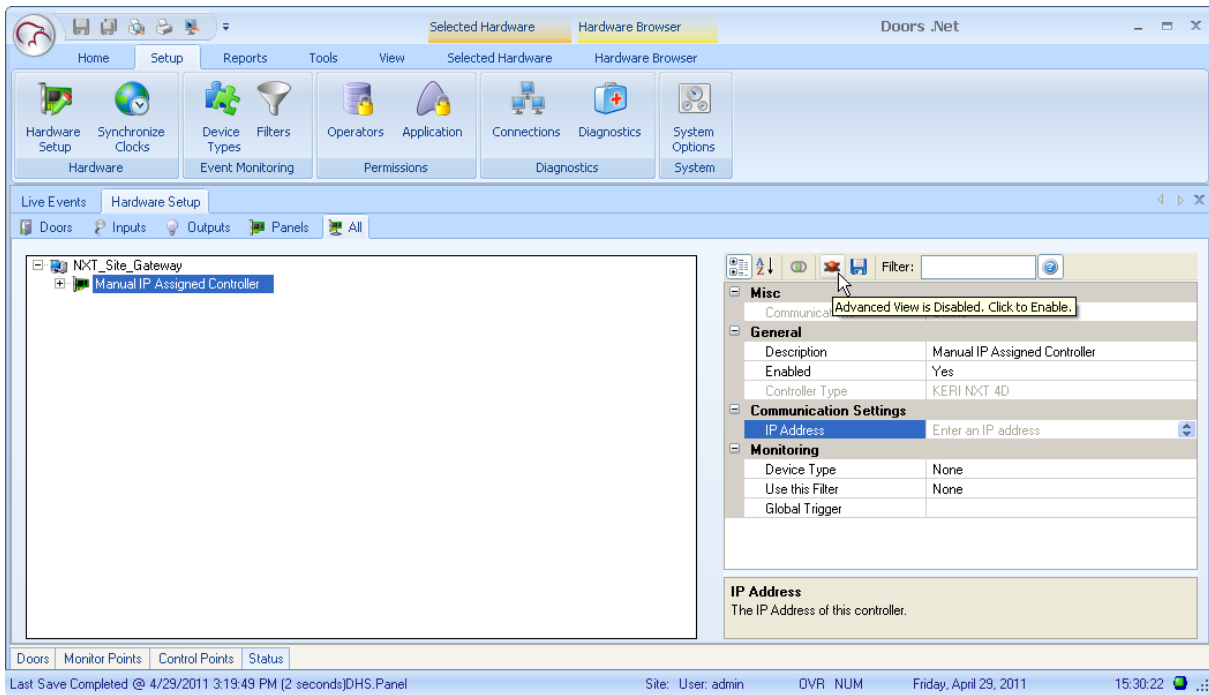 Selected Hardware Hardware Browser Doors .Net
Home Setup Reports Tools View Selected Hardware Hardware Browser
Hardware Setup Synchronize Clocks Device Types Filters Operators Application Connections Diagnostics System Options
Hardware Event Monitoring Permissions Diagnostics System
Live Events Hardware Setup
Doors Inputs Outputs Panels All
NXT_Site_Gateway
Manual IP Assigned Controller
Filter:
Misc
Advanced View is Disabled. Click to Enable.
General
Description Manual IP Assigned Controller
Enabled Yes
Controller Type KERI NXT 4D
Communication Settings
IP Address Enter an IP address
Monitoring
Device Type None
Use this Filter None
Global Trigger
IP Address
The IP Address of this controller.
Doors Monitor Points Control Points Status
Last Save Completed @ 4/29/2011 3:19:49 PM (2 seconds)DHS.Panel Site: User: admin OVR NUM Friday, April 29, 2011 15:30:22